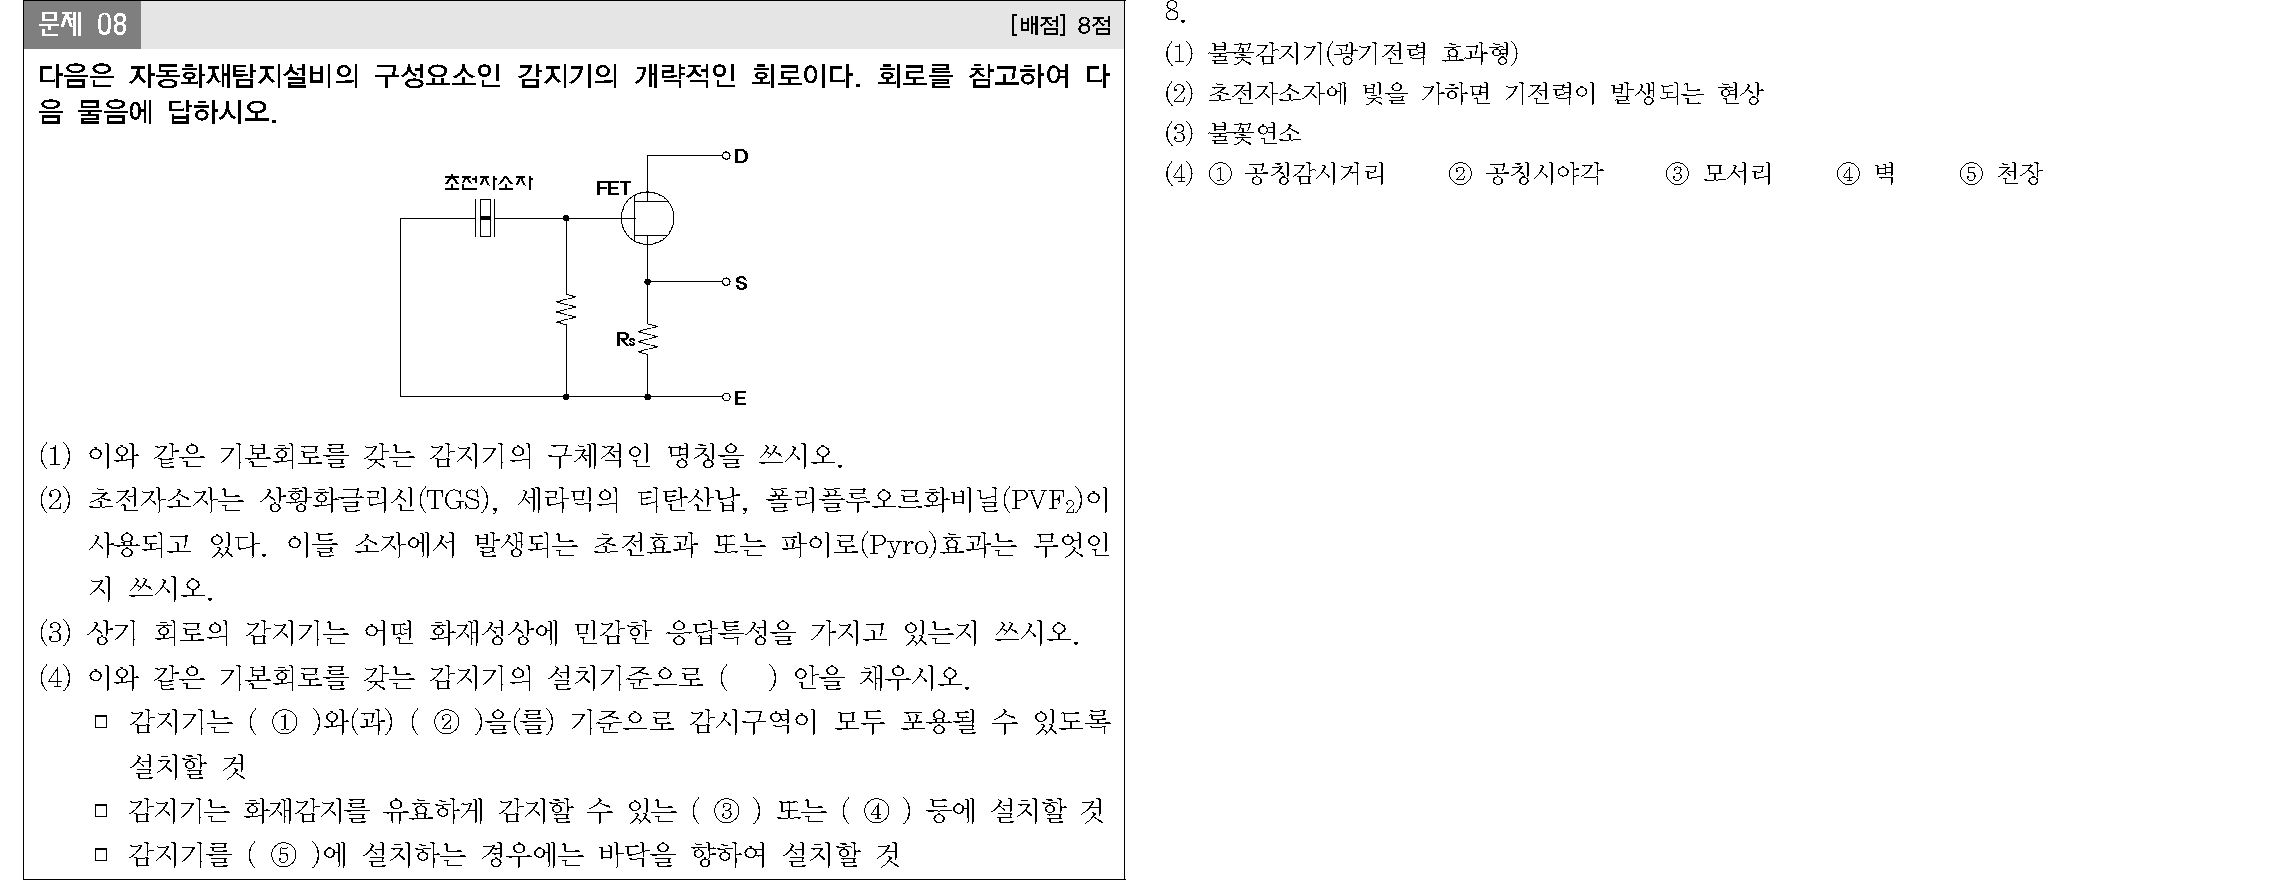 문제 08
[배점] 8점
다음은 자동화재탐지설비의 구성요소인 감지기의 개략적인 회로이다. 회로를 참고하여 다
음 물음에 답하시오.
초전자소자
FET
D
S
Rs
E
(1) 이와 같은 기본회로를 갖는 감지기의 구체적인 명칭을 쓰시오.
(2) 초전자소자는 상황화글리신(TGS), 세라믹의 티탄산납, 폴리플루오르화비닐(PVF₂)이
사용되고 있다. 이들 소자에서 발생되는 초전효과 또는 파이로(Pyro)효과는 무엇인
지 쓰시오.
(3) 상기 회로의 감지기는 어떤 화재성상에 민감한 응답특성을 가지고 있는지 쓰시오.
(4) 이와 같은 기본회로를 갖는 감지기의 설치기준으로 (   ) 안을 채우시오.
□ 감지기는 ( ① )와(과) ( ② )을(를) 기준으로 감시구역이 모두 포용될 수 있도록
설치할 것
□ 감지기는 화재감지를 유효하게 감지할 수 있는 ( ③ ) 또는 ( ④ ) 등에 설치할 것
□ 감지기를 ( ⑤ )에 설치하는 경우에는 바닥을 향하여 설치할 것
8.
(1) 불꽃감지기(광기전력 효과형)
(2) 초전자소자에 빛을 가하면 기전력이 발생되는 현상
(3) 불꽃연소
(4) ① 공칭감시거리 ② 공칭시야각 ③ 모서리 ④ 벽 ⑤ 천장